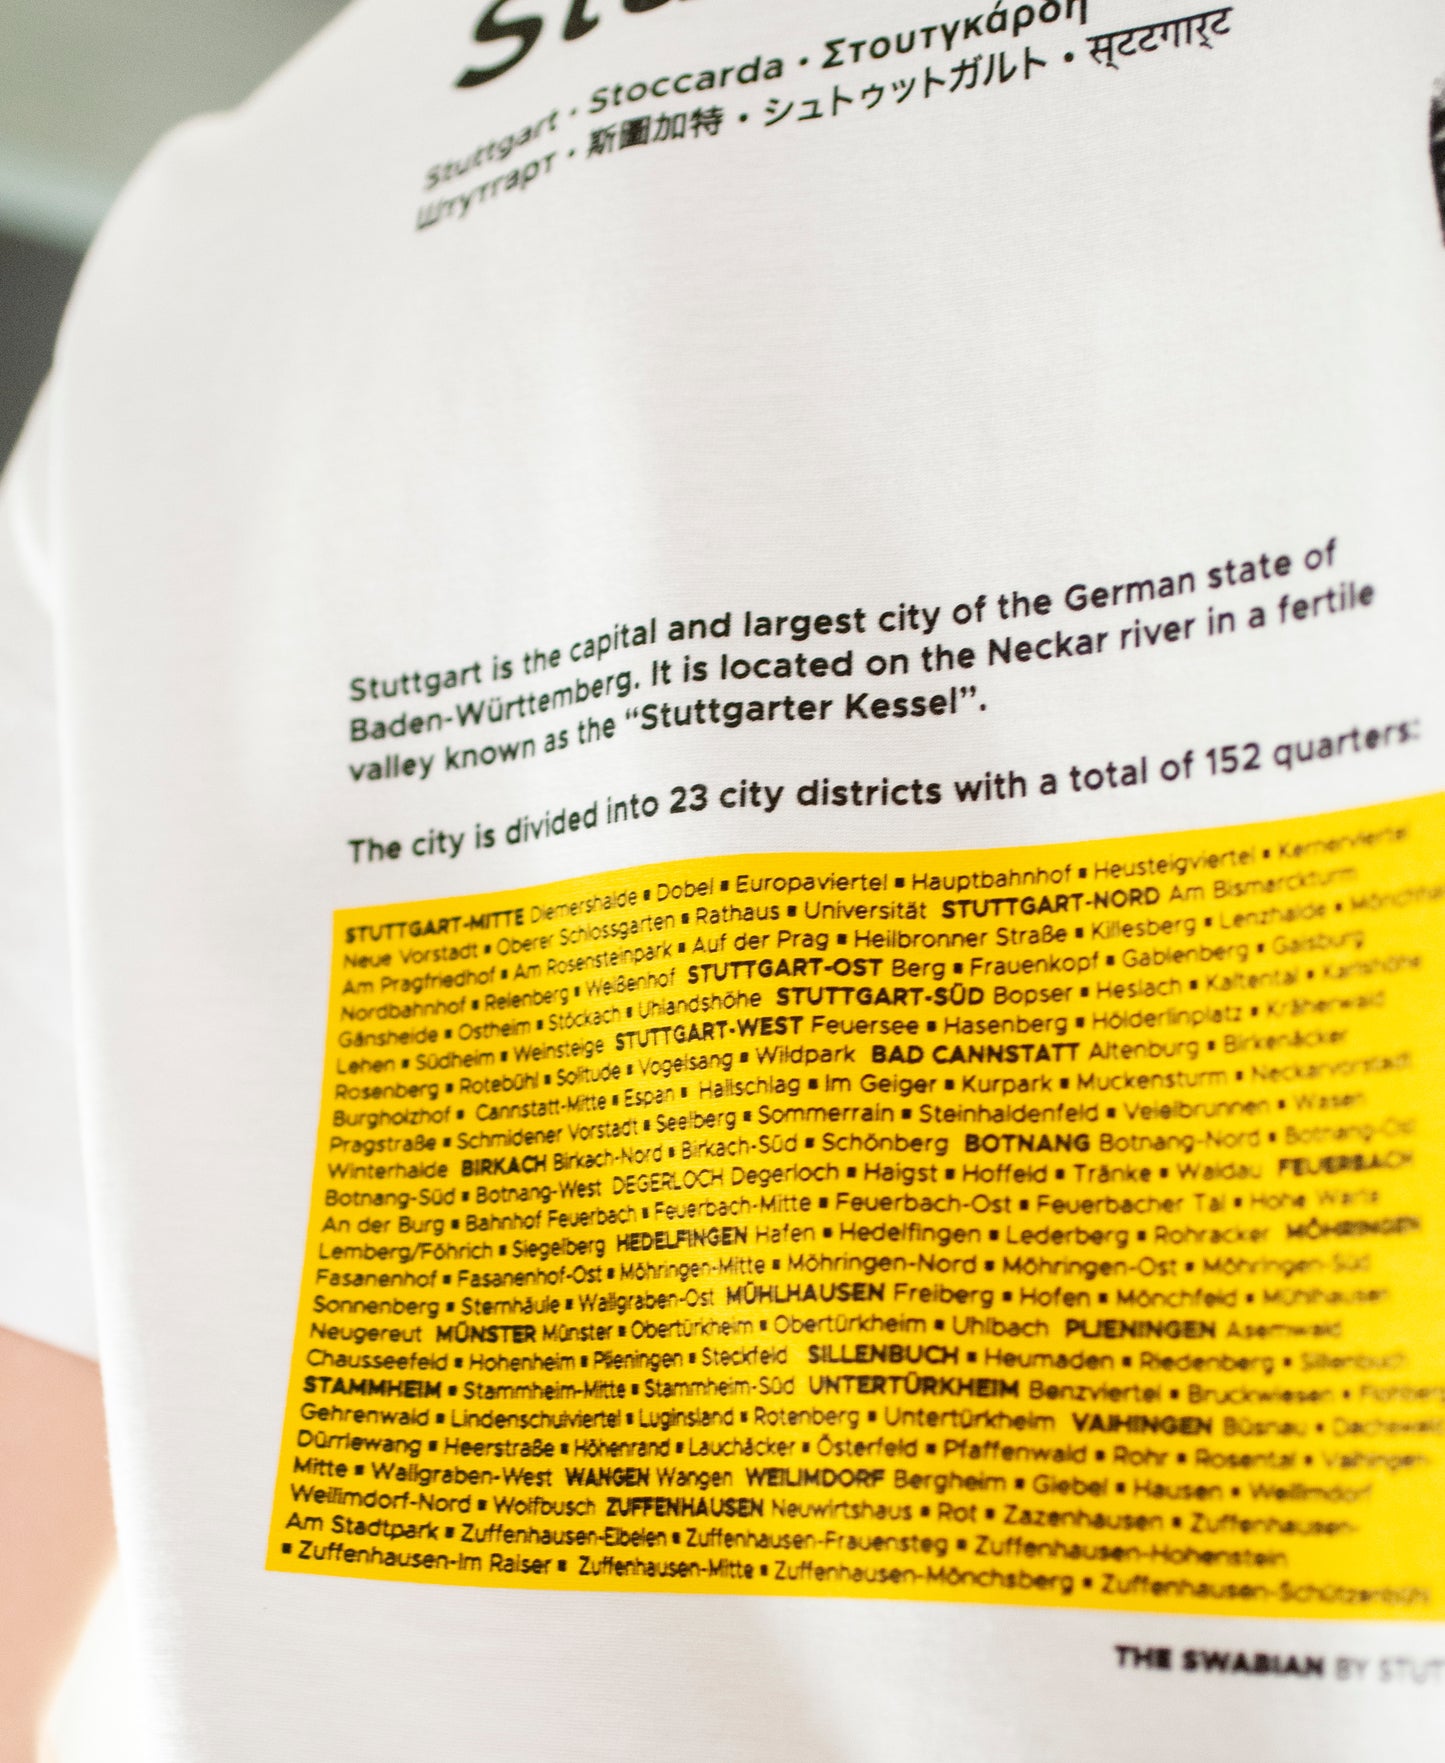 Stu
Stuttgart · Stoccarda · Στουτγκάρδη
Штутгарт · 斯圖加特 · シュトゥットガルト · स्टटगार्ट
Stuttgart is the capital and largest city of the German state of
Baden-Württemberg. It is located on the Neckar river in a fertile
valley known as the “Stuttgarter Kessel”.
The city is divided into 23 city districts with a total of 152 quarters:
STUTTGART-MITTE Diemershalde ▪ Dobel ▪ Europaviertel ▪ Hauptbahnhof ▪ Heusteigviertel ▪ Kernerviertel
Neue Vorstadt ▪ Oberer Schlossgarten ▪ Rathaus ▪ Universität STUTTGART-NORD Am Bismarckturm
Am Pragfriedhof ▪ Am Rosensteinpark ▪ Auf der Prag ▪ Heilbronner Straße ▪ Killesberg ▪ Lenzhalde ▪
Nordbahnhof ▪ Relenberg ▪ Weißenhof STUTTGART-OST Berg ▪ Frauenkopf ▪ Gablenberg ▪ Gaisburg
Gänsheide ▪ Ostheim ▪ Stöckach ▪ Uhlandshöhe STUTTGART-SÜD Bopser ▪ Heslach ▪ Kaltental ▪ Karlshöhe
Lehen ▪ Südheim ▪ Weinsteige STUTTGART-WEST Feuersee ▪ Hasenberg ▪ Hölderlinplatz ▪ Kräherwald
Rosenberg ▪ Rotebühl ▪ Solitude ▪ Vogelsang ▪ Wildpark BAD CANNSTATT Altenburg ▪ Birkenäcker
Burgholzhof ▪ Cannstatt-Mitte ▪ Espan ▪ Hallschlag ▪ Im Geiger ▪ Kurpark ▪ Muckensturm ▪ Neckarvorstadt
Pragstraße ▪ Schmidener Vorstadt ▪ Seelberg ▪ Sommerrain ▪ Steinhaldenfeld ▪ Veielbrunnen ▪ Wasen
Winterhalde BIRKACH Birkach-Nord ▪ Birkach-Süd ▪ Schönberg BOTNANG Botnang-Nord ▪ Botnang-Ost
Botnang-Süd ▪ Botnang-West DEGERLOCH Degerloch ▪ Haigst ▪ Hoffeld ▪ Tränke ▪ Waldau FEUERBACH
An der Burg ▪ Bahnhof Feuerbach ▪ Feuerbach-Mitte ▪ Feuerbach-Ost ▪ Feuerbacher Tal ▪ Hohe Warte
Lemberg/Föhrich ▪ Siegelberg HEDELFINGEN Hafen ▪ Hedelfingen ▪ Lederberg ▪ Rohracker MÖHRINGEN
Fasanenhof ▪ Fasanenhof-Ost ▪ Möhringen-Mitte ▪ Möhringen-Nord ▪ Möhringen-Ost ▪ Möhringen-Süd
Sonnenberg ▪ Sternhäule ▪ Wallgraben-Ost MÜHLHAUSEN Freiberg ▪ Hofen ▪ Mönchfeld ▪ Mühlhausen
Neugereut MÜNSTER Münster ▪ Obertürkheim ▪ Obertürkheim ▪ Uhlbach PLIENINGEN Asemwald
Chausseefeld ▪ Hohenheim ▪ Plieningen ▪ Steckfeld SILLENBUCH ▪ Heumaden ▪ Riedenberg ▪ Sillenbuch
STAMMHEIM ▪ Stammheim-Mitte ▪ Stammheim-Süd UNTERTÜRKHEIM Benzviertel ▪ Bruckwiesen ▪
Gehrenwald ▪ Lindenschulviertel ▪ Luginsland ▪ Rotenberg ▪ Untertürkheim VAIHINGEN Büsnau ▪
Dürrlewang ▪ Heerstraße ▪ Höhenrand ▪ Lauchäcker ▪ Österfeld ▪ Pfaffenwald ▪ Rohr ▪ Rosental ▪ Vaihingen-
Mitte ▪ Wallgraben-West WANGEN Wangen WEILIMDORF Bergheim ▪ Giebel ▪ Hausen ▪ Weilimdorf
Weilimdorf-Nord ▪ Wolfbusch ZUFFENHAUSEN Neuwirtshaus ▪ Rot ▪ Zazenhausen ▪ Zuffenhausen-
Am Stadtpark ▪ Zuffenhausen-Elbelen ▪ Zuffenhausen-Frauensteg ▪ Zuffenhausen-Hohenstein
▪ Zuffenhausen-Im Raiser ▪ Zuffenhausen-Mitte ▪ Zuffenhausen-Mönchsberg ▪ Zuffenhausen-Schützenbühl
THE SWABIAN BY STUT